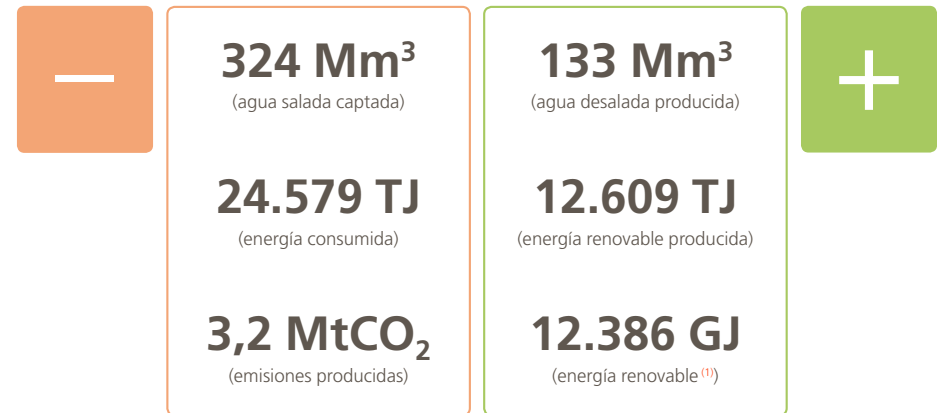 324 Mm³
(agua salada captada)
24.579 TJ
(energía consumida)
3,2 MtCO₂
(emisiones producidas)
133 Mm³
(agua desalada producida)
12.609 TJ
(energía renovable producida)
12.386 GJ
(energía renovable (1))